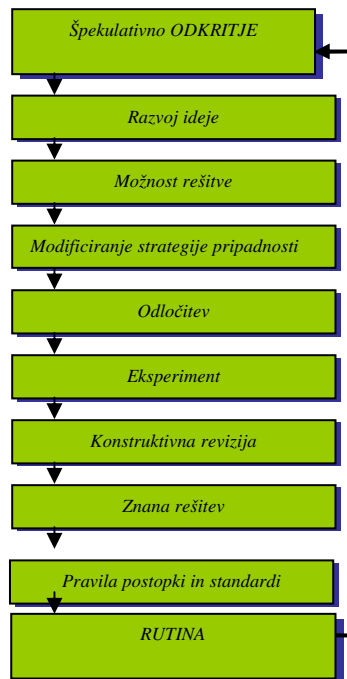 Špekulativno ODKRITJE
Razvoj ideje
Možnost rešitve
Modificiranje strategije pripadnosti
Odločitev
Eksperiment
Konstruktivna revizija
Znana rešitev
Pravila postopki in standardi
RUTINA